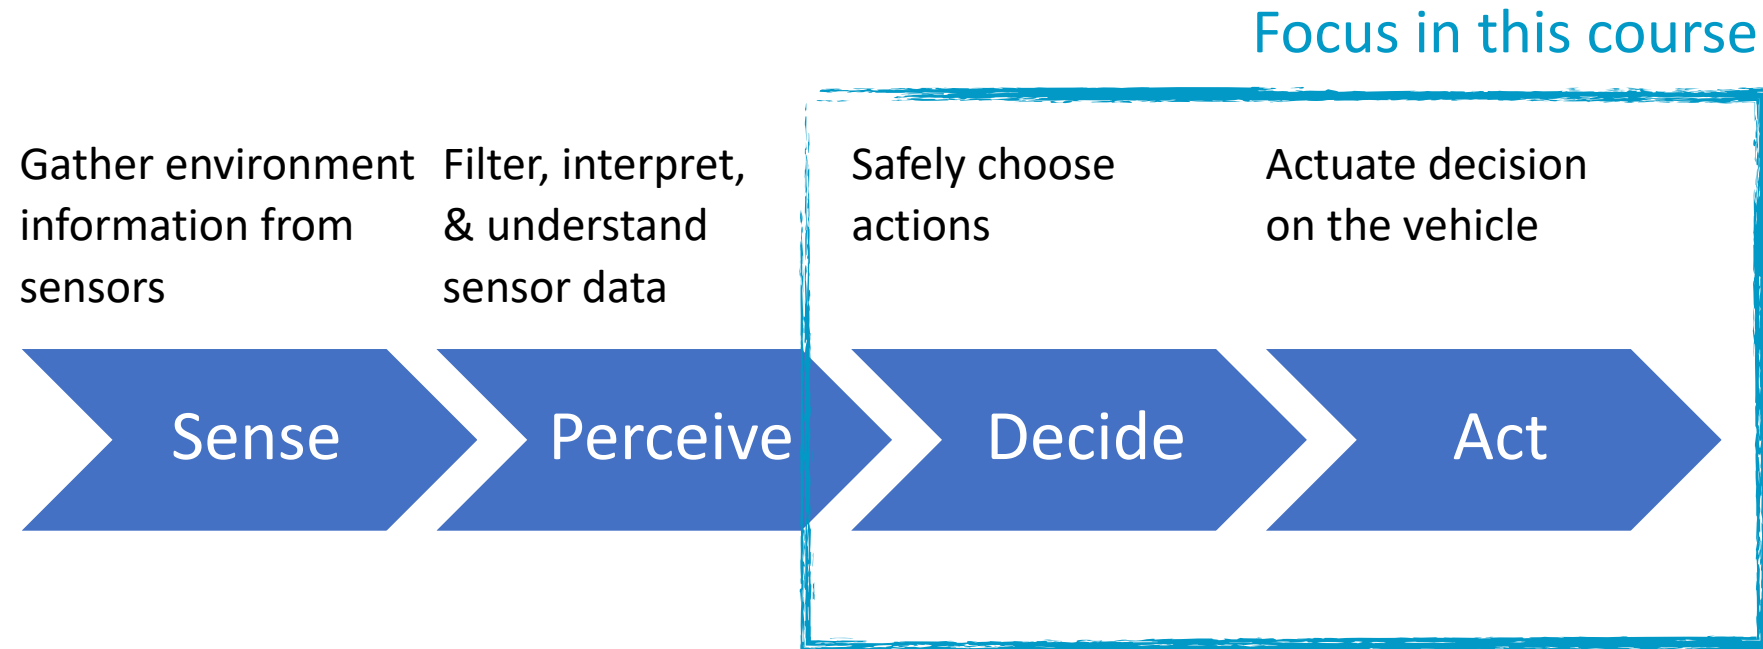 Focus in this course
Gather environment
information from
sensors
Filter, interpret,
& understand
sensor data
Safely choose
actions
Actuate decision
on the vehicle
Sense
Perceive
Decide
Act